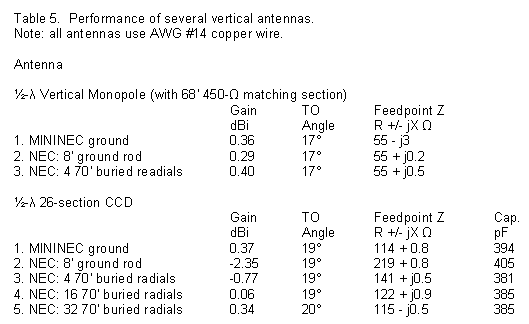 Table 5.  Performance of several vertical antennas.
Note: all antennas use AWG #14 copper wire.
Antenna
½-λ Vertical Monopole (with 68' 450-Ω matching section)
Gain TO Feedpoint Z
dBi Angle R +/- jX Ω
1. MININEC ground 0.36 17° 55 - j3
2. NEC: 8' ground rod 0.29 17° 55 + j0.2
3. NEC: 4 70' buried readials 0.40 17° 55 + j0.5
½-λ 26-section CCD
Gain TO Feedpoint Z Cap.
dBi Angle R +/- jX Ω pF
1. MININEC ground 0.37 19° 114 + 0.8 394
2. NEC: 8' ground rod -2.35 19° 219 + 0.8 405
3. NEC: 4 70' buried radials -0.77 19° 141 + j0.5 381
4. NEC: 16 70' buried radials 0.06 19° 122 + j0.9 385
5. NEC: 32 70' buried radials 0.34 20° 115 - j0.5 385